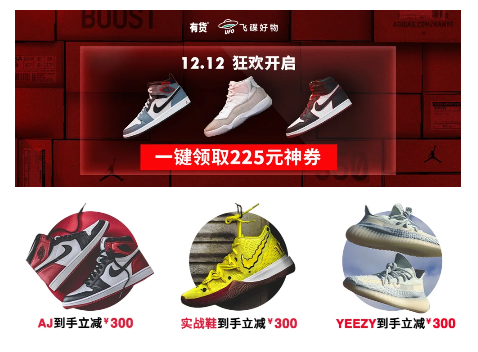 BOOST
有货 UFO 飞碟好物
12.12 狂欢开启
一键领取225元神券
AJ到手立减¥300
实战鞋到手立减¥300
YEEZY到手立减¥300